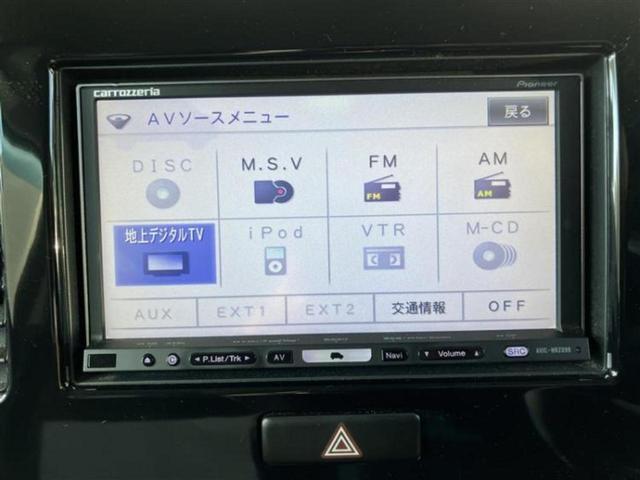 carrozzeria
Pioneer
AVソースメニュー
戻る
DISC
M.S.V
FM
AM
FM
AM
地上デジタルTV
iPod
VTR
M-CD
AUX
EXT1
EXT2
交通情報
OFF
◄ P.List/Trk ►
AV
Navi
▼ Volume ▲
SRC